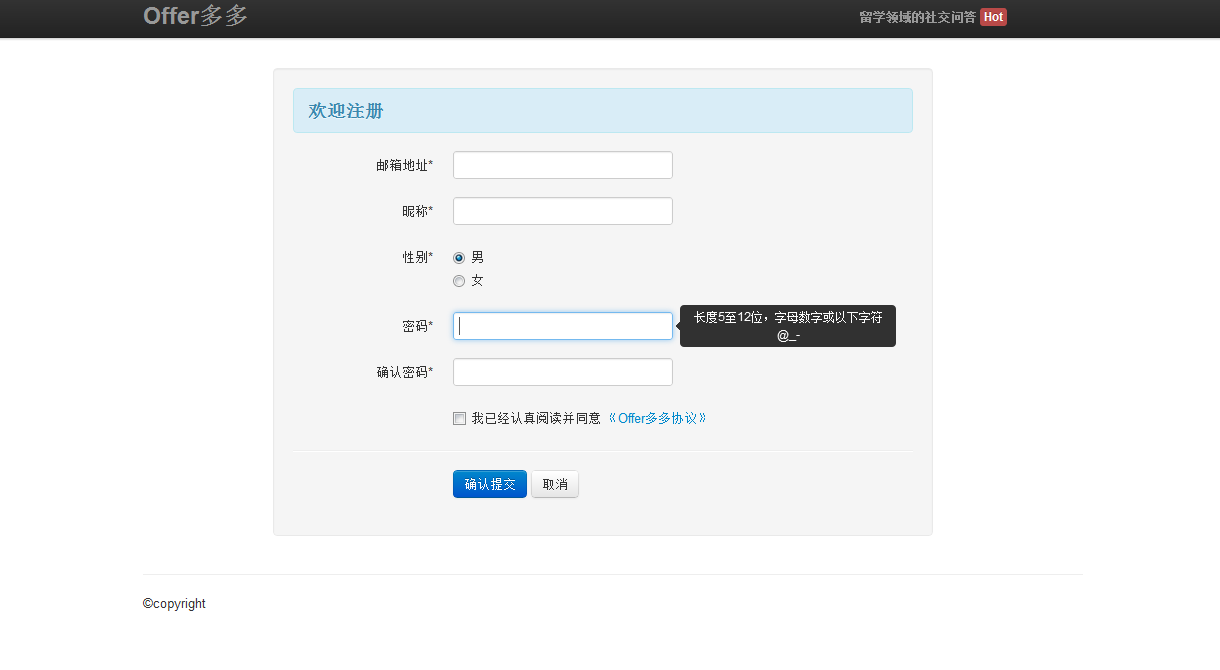 Offer多多
留学领域的社交问答 Hot
欢迎注册
邮箱地址*
昵称*
性别*
男
女
密码*
长度5至12位，字母数字或以下字符
@_-
确认密码*
我已经认真阅读并同意《Offer多多协议》
确认提交 取消
©copyright